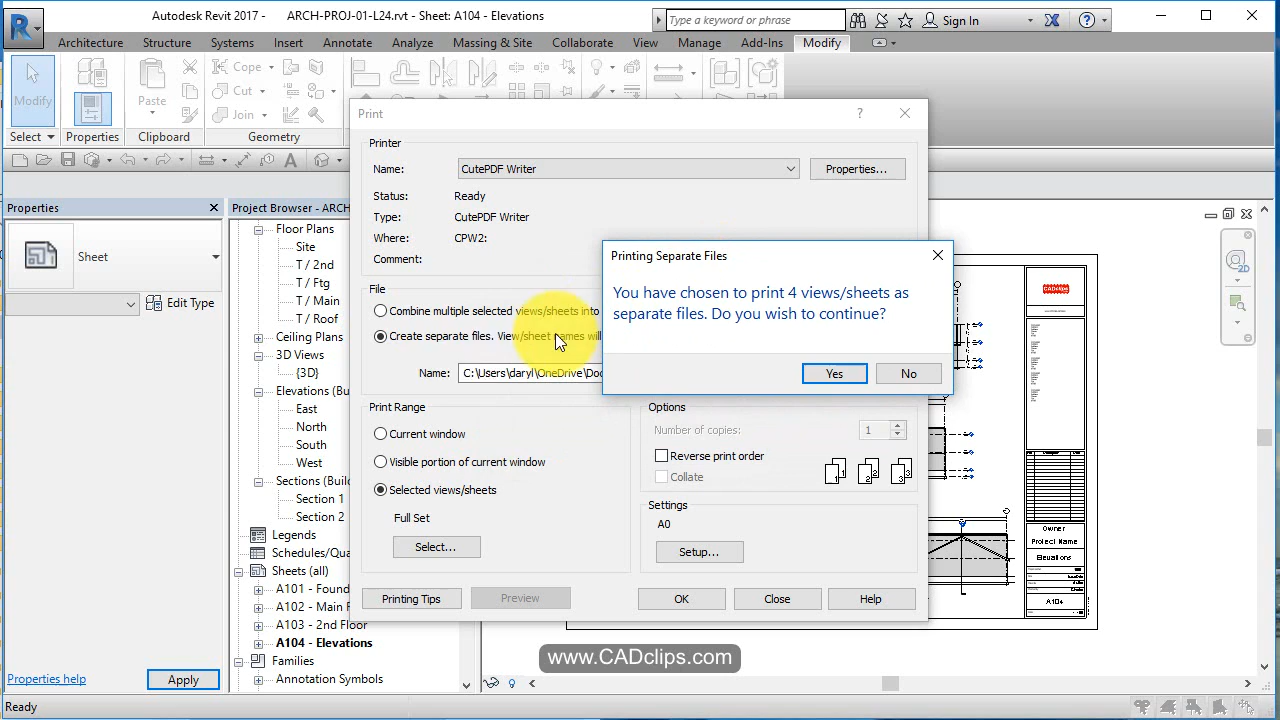 Autodesk Revit 2017 - ARCH-PROJ-01-L24.rvt - Sheet: A104 - Elevations
Type a keyword or phrase
Sign In
Architecture Structure Systems Insert Annotate Analyze Massing & Site Collaborate View Manage Add-Ins Modify
Modify
Paste
Cope
Cut
Join
Select Properties Clipboard Geometry
Print
Printer
Name: CutePDF Writer Properties...
Status: Ready
Type: CutePDF Writer
Where: CPW2:
Comment:
File
Combine multiple selected views/sheets into
Create separate files. View/sheet names will
Name: C:\Users\daryl\OneDrive\Doc
Print Range
Current window
Visible portion of current window
Selected views/sheets
Full Set
Select...
Options
Number of copies: 1
Reverse print order
Collate
Settings
A0
Setup...
Printing Tips Preview OK Close Help
Printing Separate Files
You have chosen to print 4 views/sheets as
separate files. Do you wish to continue?
Yes No
Properties
Sheet
Edit Type
Properties help Apply
Project Browser - ARCH
Floor Plans
Site
T / 2nd
T / Ftg
T / Main
T / Roof
Ceiling Plans
3D Views
{3D}
Elevations (Build
East
North
South
West
Sections (Buil
Section 1
Section 2
Legends
Schedules/Qua
Sheets (all)
A101 - Found
A102 - Main F
A103 - 2nd Floor
A104 - Elevations
Families
Annotation Symbols
CADclips
Owner
Project Name
Elevations
A104
www.CADclips.com
Ready